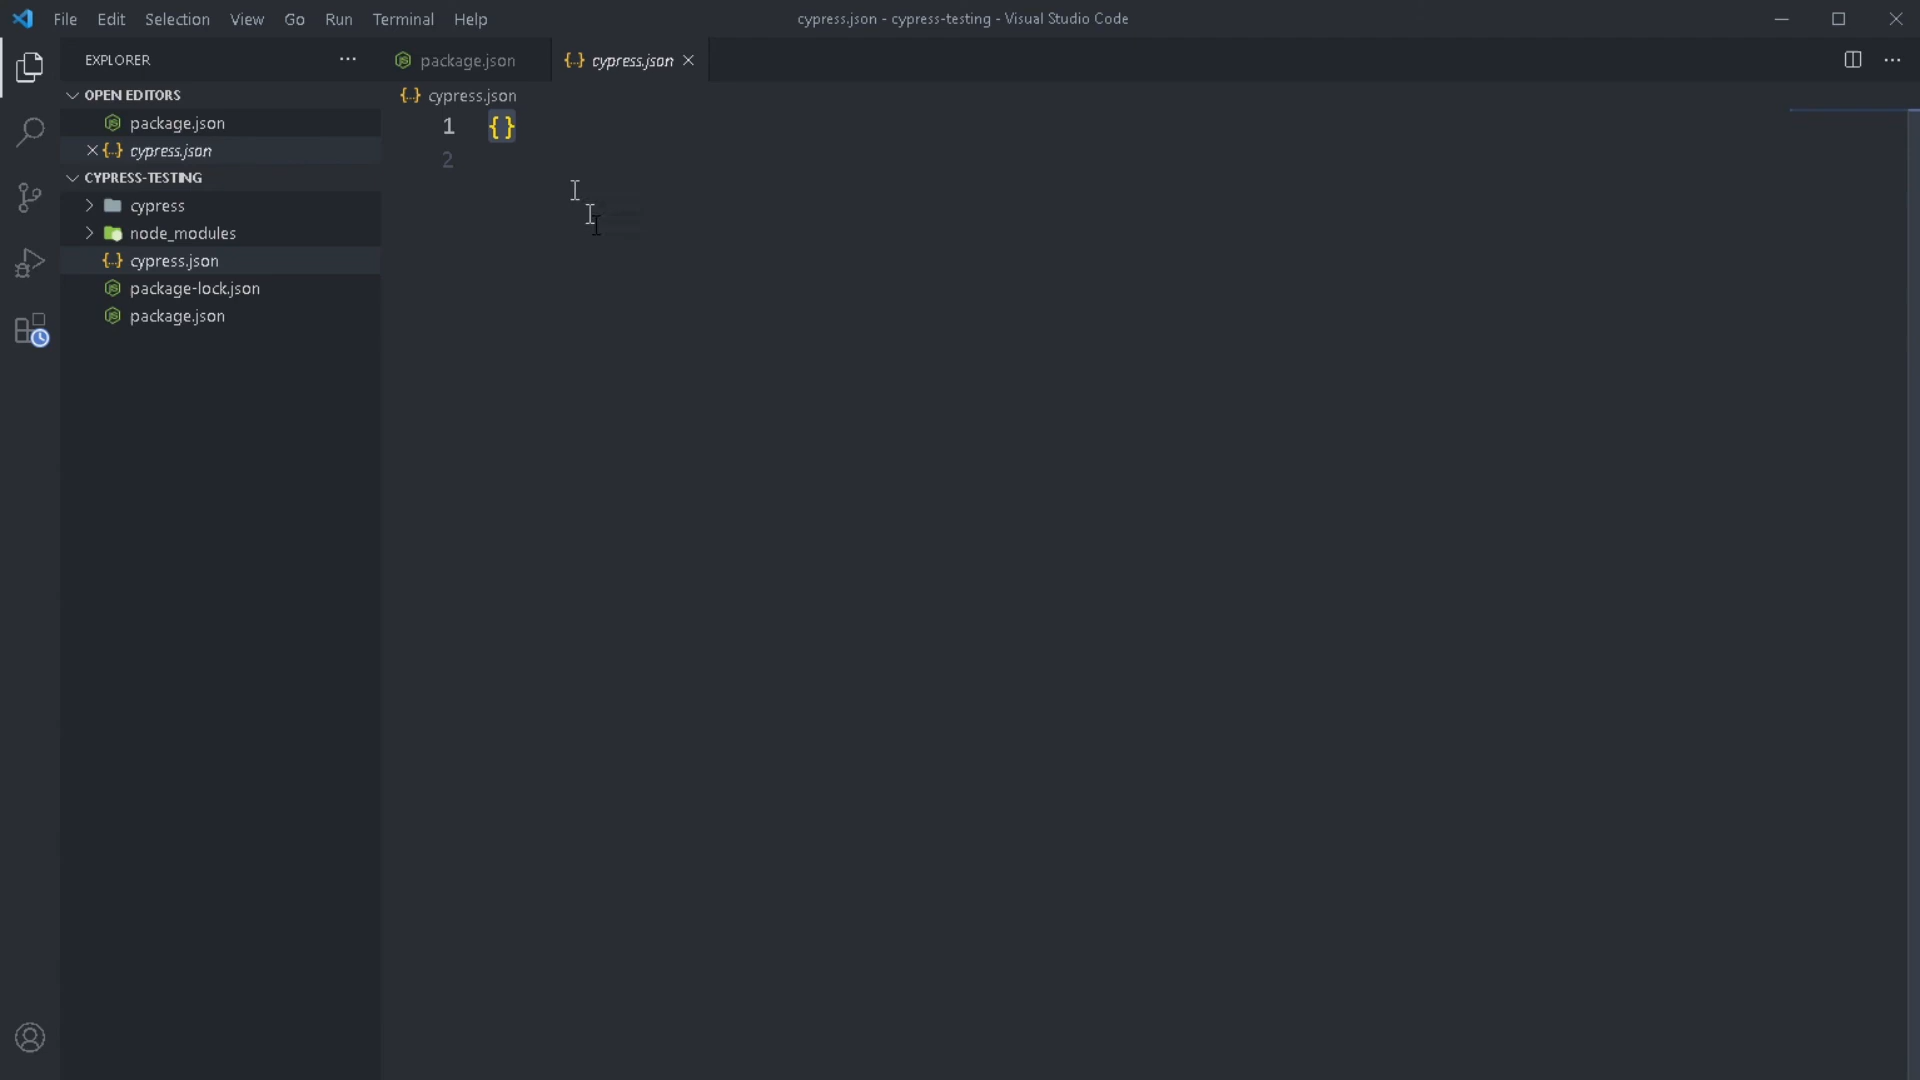 File Edit Selection View Go Run Terminal Help
cypress.json - cypress-testing - Visual Studio Code
EXPLORER
package.json
cypress.json
OPEN EDITORS
package.json
cypress.json
CYPRESS-TESTING
cypress
node_modules
cypress.json
package-lock.json
package.json
{..} cypress.json
1 {}
2